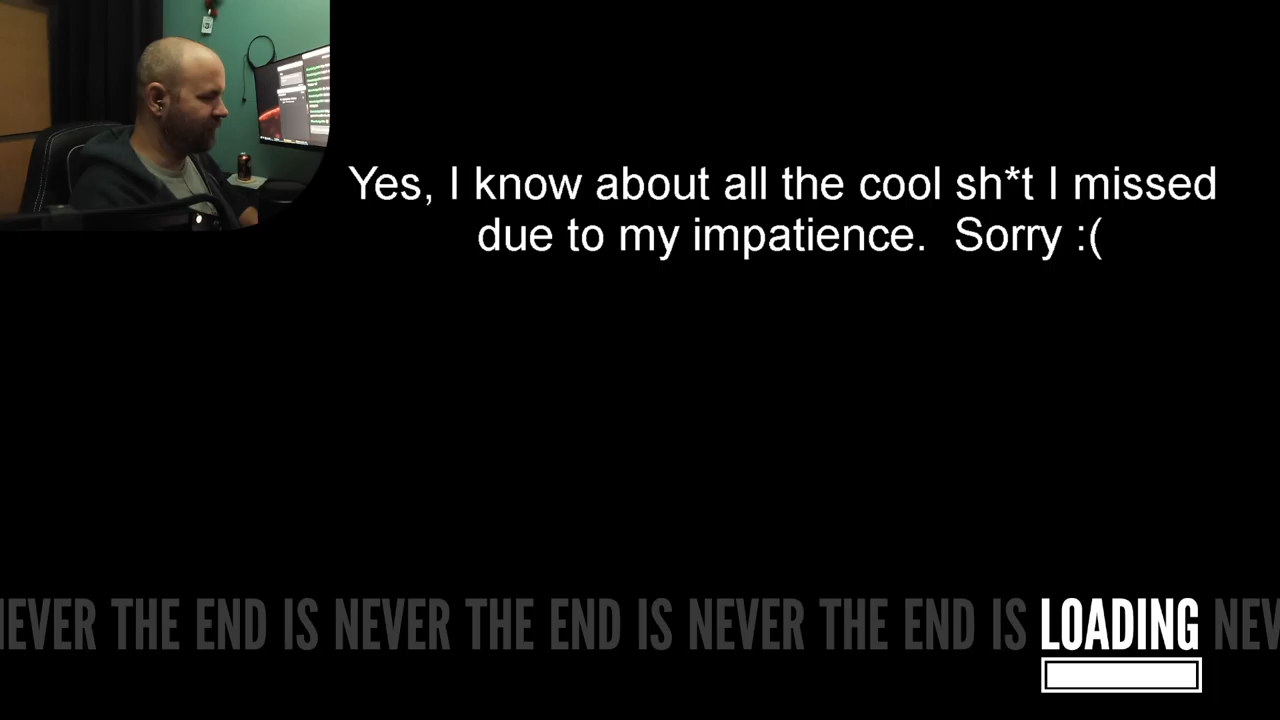 Yes, I know about all the cool sh*t I missed
due to my impatience.  Sorry :(
NEVER THE END IS NEVER THE END IS NEVER THE END IS LOADING NEV